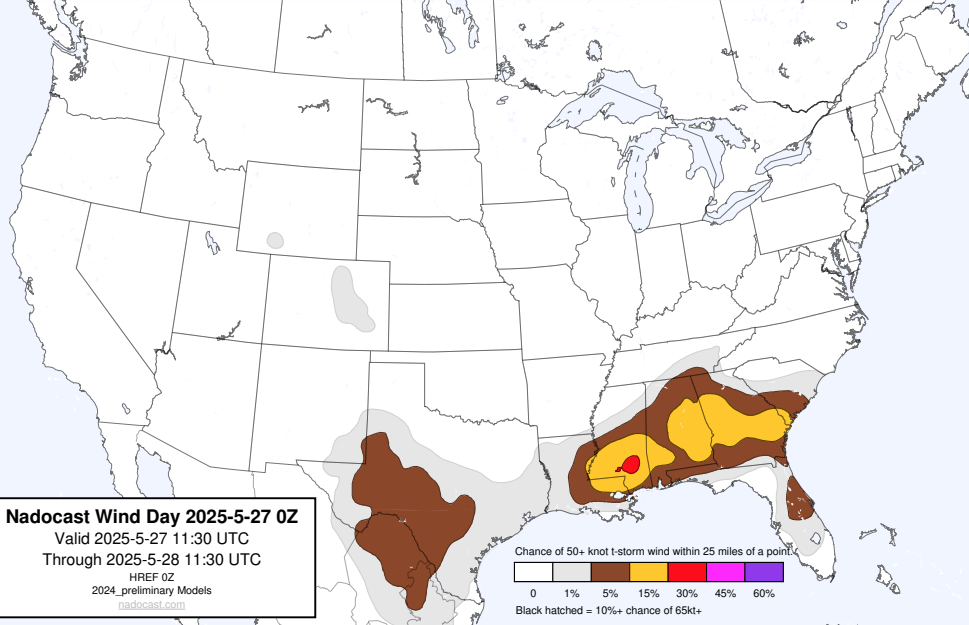 Nadocast Wind Day 2025-5-27 0Z
Valid 2025-5-27 11:30 UTC
Through 2025-5-28 11:30 UTC
HREF 0Z
2024_preliminary Models
nadocast.com
Chance of 50+ knot t-storm wind within 25 miles of a point.
0 1% 5% 15% 30% 45% 60%
Black hatched = 10%+ chance of 65kt+